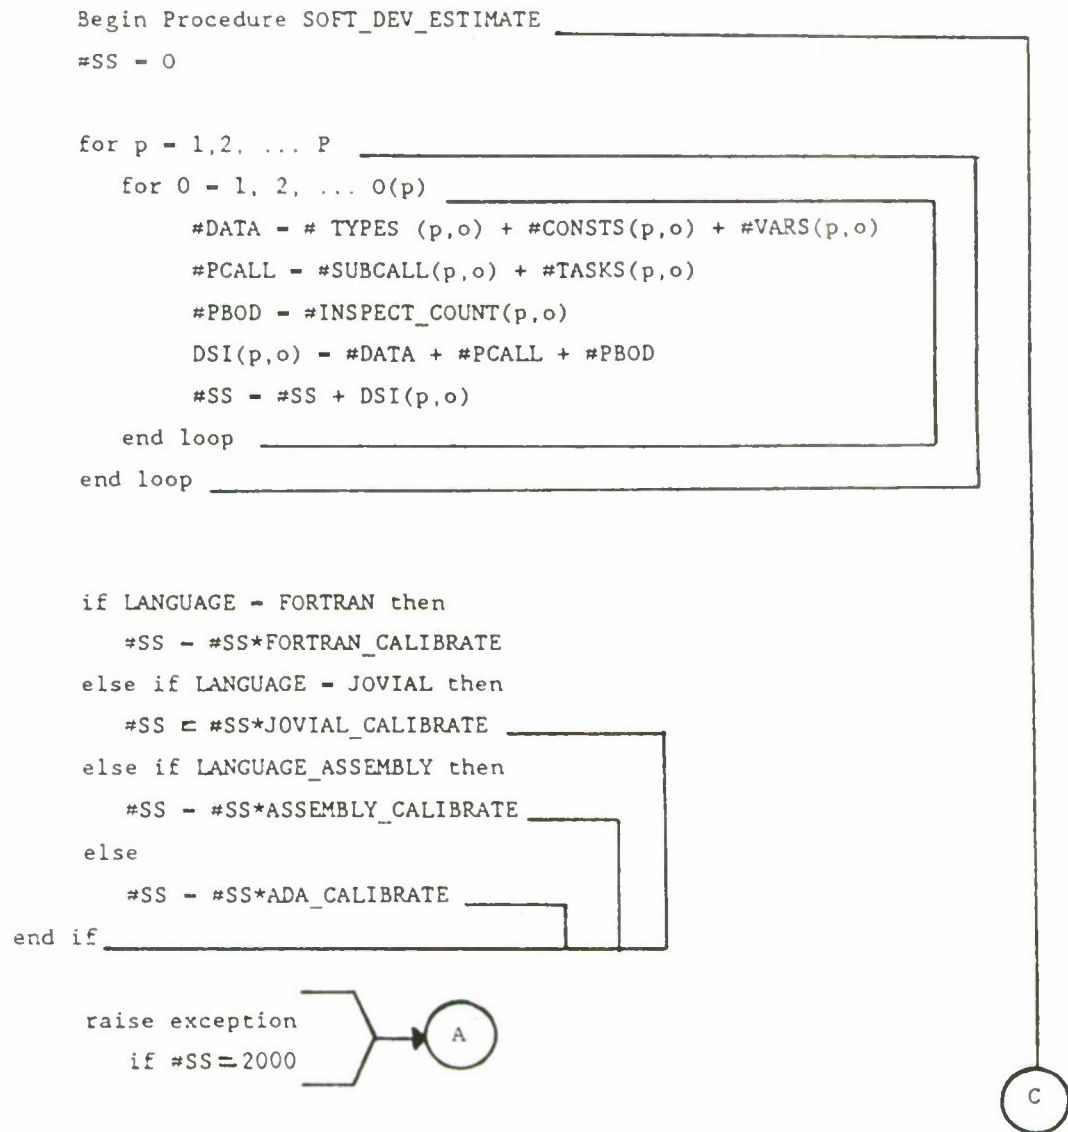 Begin Procedure SOFT_DEV_ESTIMATE
#SS = 0
for p = 1,2, ... P
for O = 1, 2, ... O(p)
#DATA = # TYPES (p,o) + #CONSTS(p,o) + #VARS(p,o)
#PCALL = #SUBCALL(p,o) + #TASKS(p,o)
#PBOD = #INSPECT_COUNT(p,o)
DSI(p,o) = #DATA + #PCALL + #PBOD
#SS = #SS + DSI(p,o)
end loop
end loop
if LANGUAGE = FORTRAN then
#SS = #SS*FORTRAN_CALIBRATE
else if LANGUAGE = JOVIAL then
#SS = #SS*JOVIAL_CALIBRATE
else if LANGUAGE_ASSEMBLY then
#SS = #SS*ASSEMBLY_CALIBRATE
else
#SS = #SS*ADA_CALIBRATE
end if
raise exception
if #SS = 2000
A
C